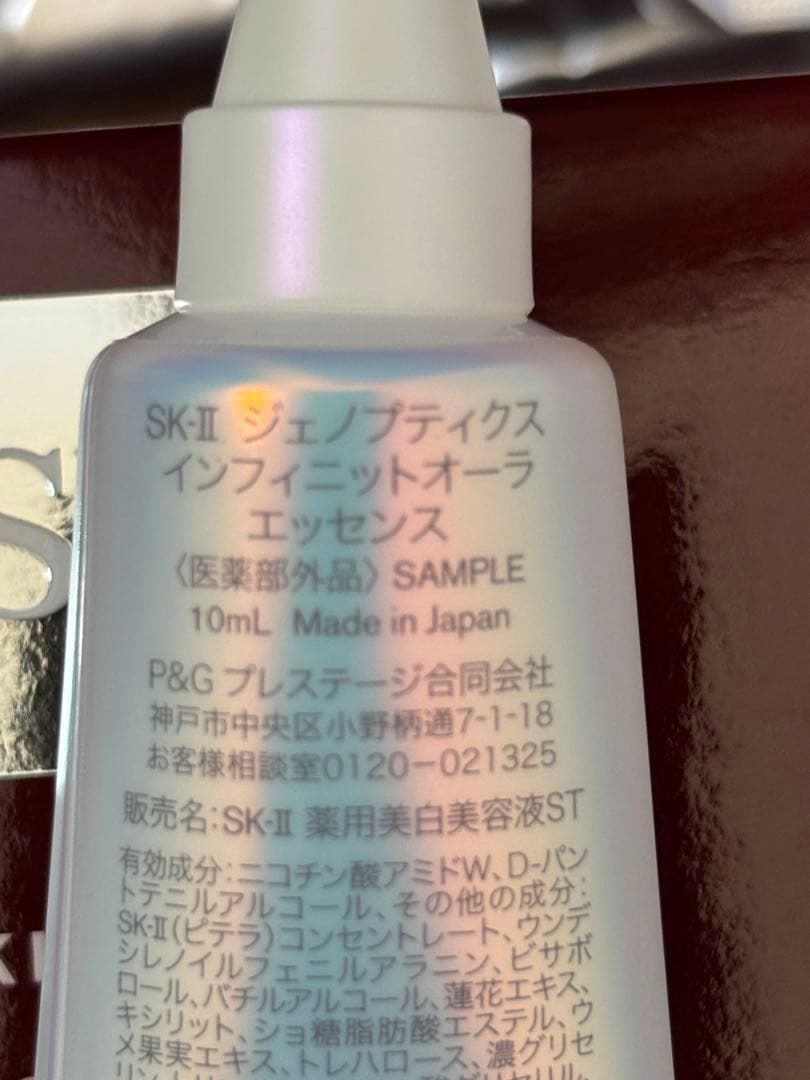 SK-II ジェノプティクス
インフィニットオーラ
エッセンス
〈医薬部外品〉 SAMPLE
10mL Made in Japan
P&G プレステージ合同会社
神戸市中央区小野柄通7-1-18
お客様相談室0120-021325
販売名:SK-II 薬用美白美容液ST
有効成分:ニコチン酸アミドW、D-パン
トテニルアルコール、その他の成分:
SK-II(ピテラ)コンセントレート、ウンデ
シレノイルフェニルアラニン、ビサボ
ロール、バチルアルコール、蓮花エキス、
キシリット、ショ糖脂肪酸エステル、ウ
メ果実エキス、トレハロース、濃グリセ
S